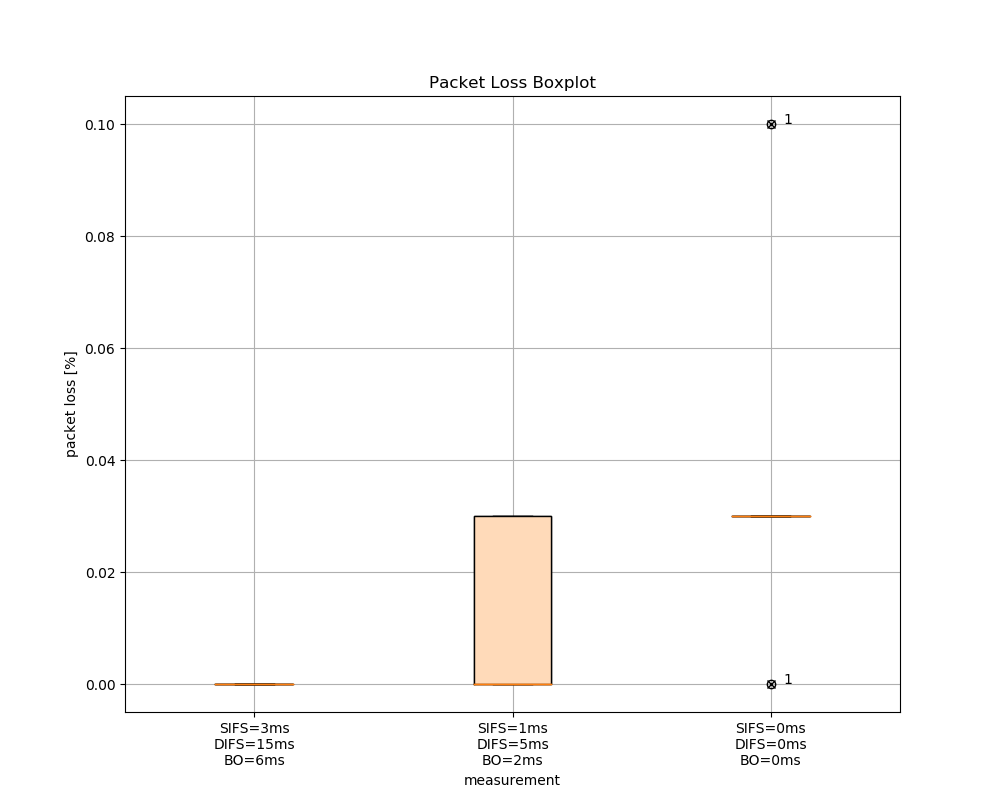 Packet Loss Boxplot
packet loss [%]
0.10
0.08
0.06
0.04
0.02
0.00
1
1
SIFS=3ms
DIFS=15ms
BO=6ms
SIFS=1ms
DIFS=5ms
BO=2ms
SIFS=0ms
DIFS=0ms
BO=0ms
measurement